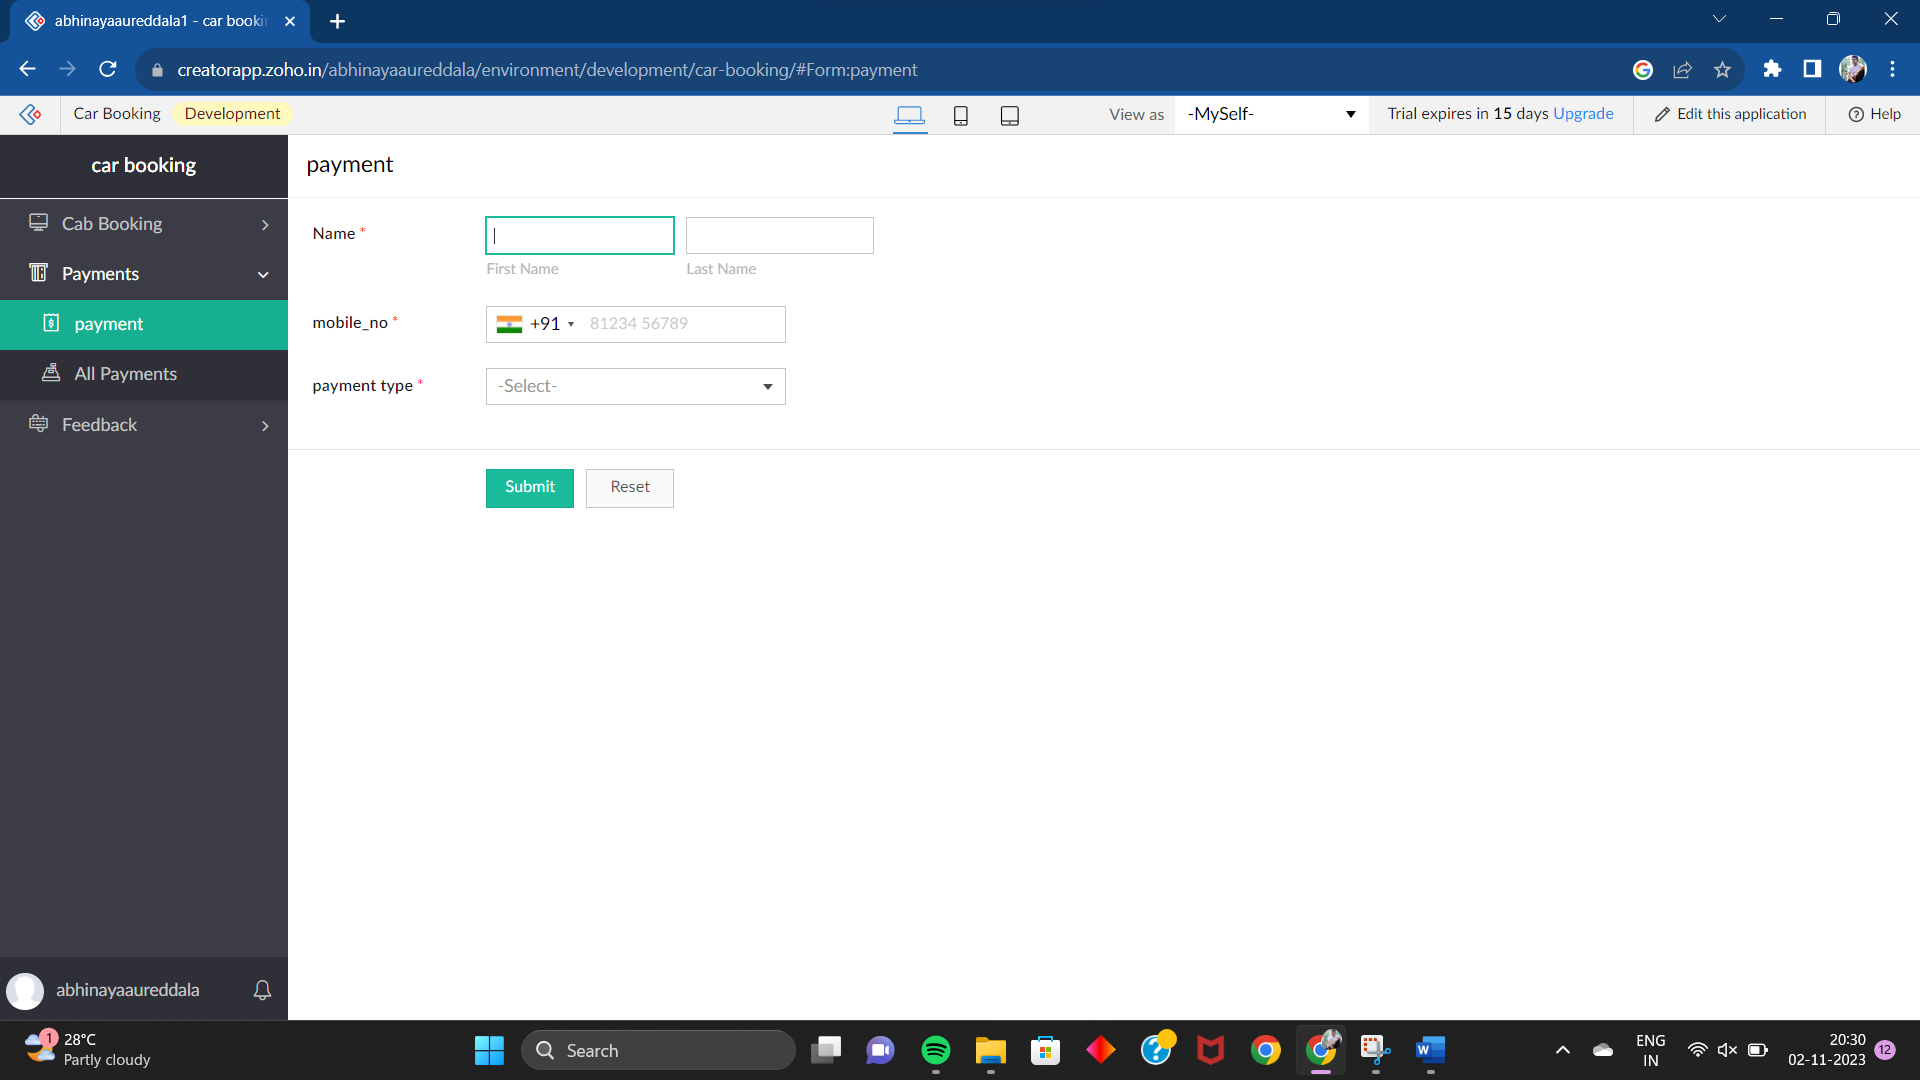 abhinayaaureddala1 - car bookin
creatorapp.zoho.in/abhinayaaureddala/environment/development/car-booking/#Form:payment
Car Booking Development View as -MySelf- Trial expires in 15 days Upgrade Edit this application Help
car booking
Cab Booking
Payments
payment
All Payments
Feedback
payment
Name *
First Name Last Name
mobile_no * +91 81234 56789
payment type * -Select-
Submit Reset
abhinayaaureddala
1 28°C
Partly cloudy
Search
ENG
IN
20:30
02-11-2023
12